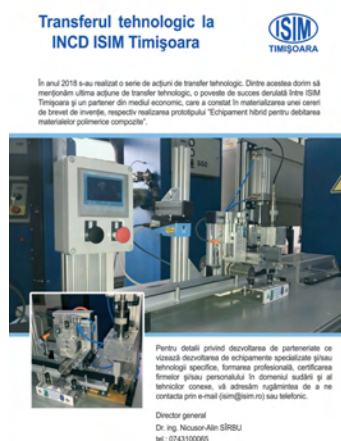 Transferul tehnologic la
INCD ISIM Timişoara
ISIM
TIMIŞOARA
În anul 2018 s-au realizat o serie de acţiuni de transfer tehnologic. Dintre acestea dorim să
menţionăm ultima acţiune de transfer tehnologic, o poveste de succes derulată între ISIM
Timişoara şi un partener din mediul economic, care a constat în materializarea unei cereri
de brevet de invenţie, respectiv realizarea prototipului "Echipament hibrid pentru debitarea
materialelor polimerice compozite".
Pentru detalii privind dezvoltarea de parteneriate ce
vizează dezvoltarea de echipamente specializate şi/sau
tehnologii specifice, formarea profesională, certificarea
firmelor şi/sau personalului în domeniul sudării şi al
tehnicilor conexe, vă adresăm rugămintea de a ne
contacta prin e-mail (isim@isim.ro) sau telefonic.
Director general
Dr. ing. Nicusor-Alin SÎRBU
tel.: 0743100065